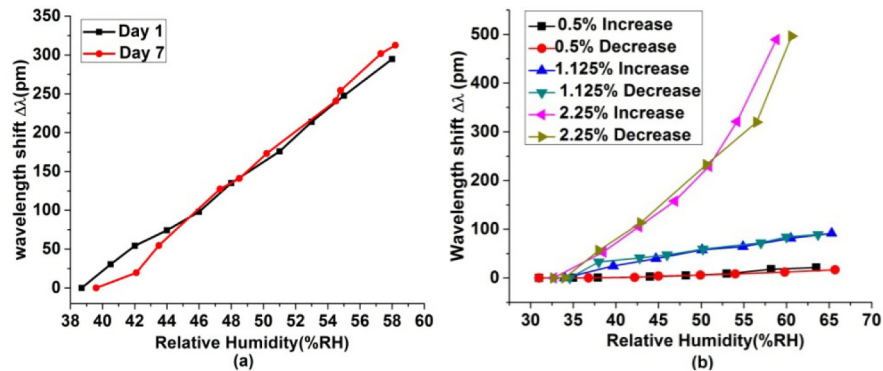 350
300
250
200
150
100
50
0
wavelength shift Δλ(pm)
Day 1
Day 7
38 40 42 44 46 48 50 52 54 56 58 60
Relative Humidity(%RH)
(a)
500
400
300
200
100
0
Wavelength shift Δλ(pm)
0.5% Increase
0.5% Decrease
1.125% Increase
1.125% Decrease
2.25% Increase
2.25% Decrease
30 35 40 45 50 55 60 65 70
Relative Humidity(%RH)
(b)